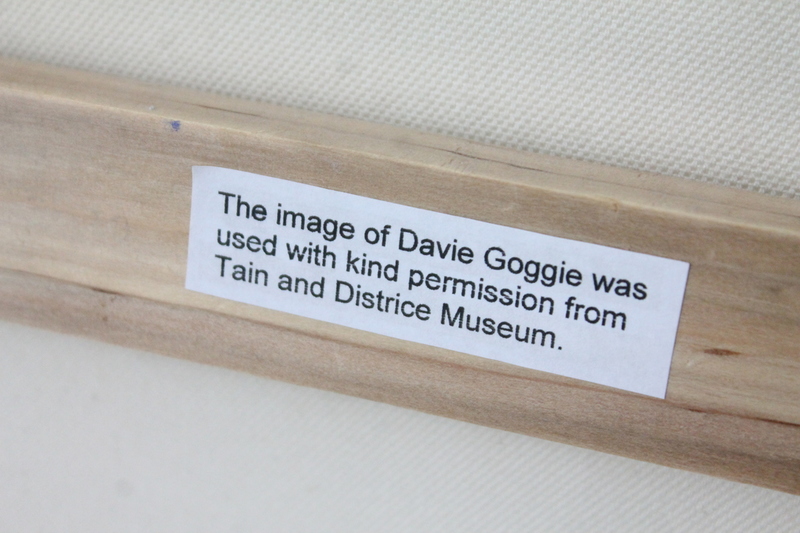 The image of Davie Goggie was
used with kind permission from
Tain and Districe Museum.